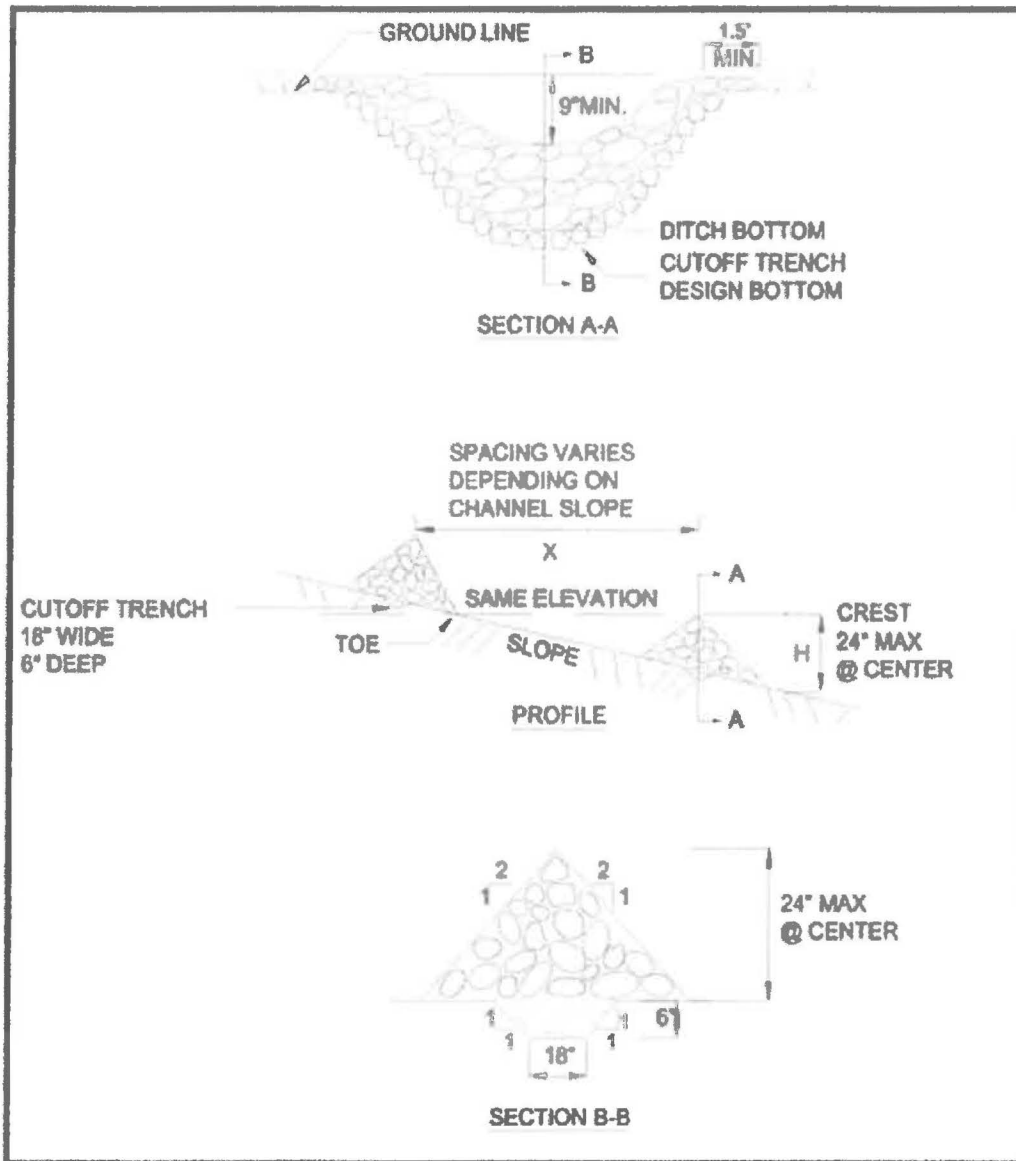 GROUND LINE
B
1.5'
MIN.
9"MIN.
DITCH BOTTOM
CUTOFF TRENCH
DESIGN BOTTOM
B
SECTION A-A
SPACING VARIES
DEPENDING ON
CHANNEL SLOPE
X
A
CUTOFF TRENCH
18" WIDE
6" DEEP
SAME ELEVATION
TOE
SLOPE
H
CREST
24" MAX
@ CENTER
PROFILE
A
2
1
2
1
24" MAX
@ CENTER
1
1
1
1
6"
18"
SECTION B-B